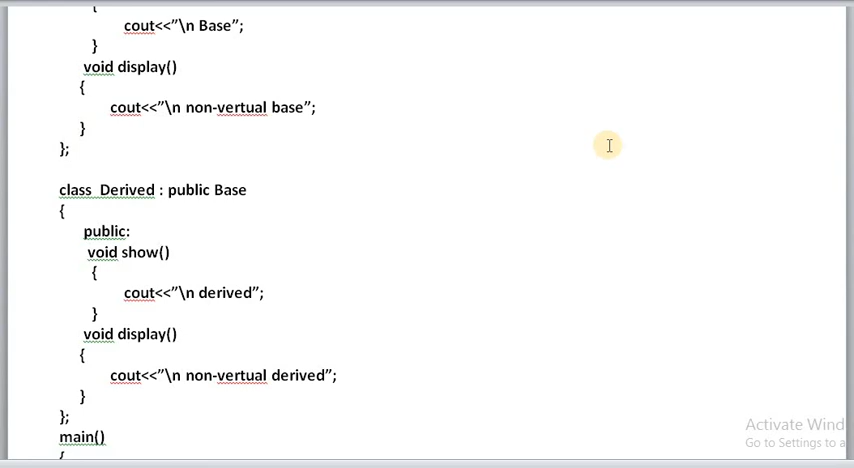 {
cout<<”\n Base”;
}
void display()
{
cout<<”\n non-vertual base”;
}
};
class  Derived : public Base
{
public:
void show()
{
cout<<”\n derived”;
}
void display()
{
cout<<”\n non-vertual derived”;
}
};
main()
{
Activate Wind
Go to Settings to a